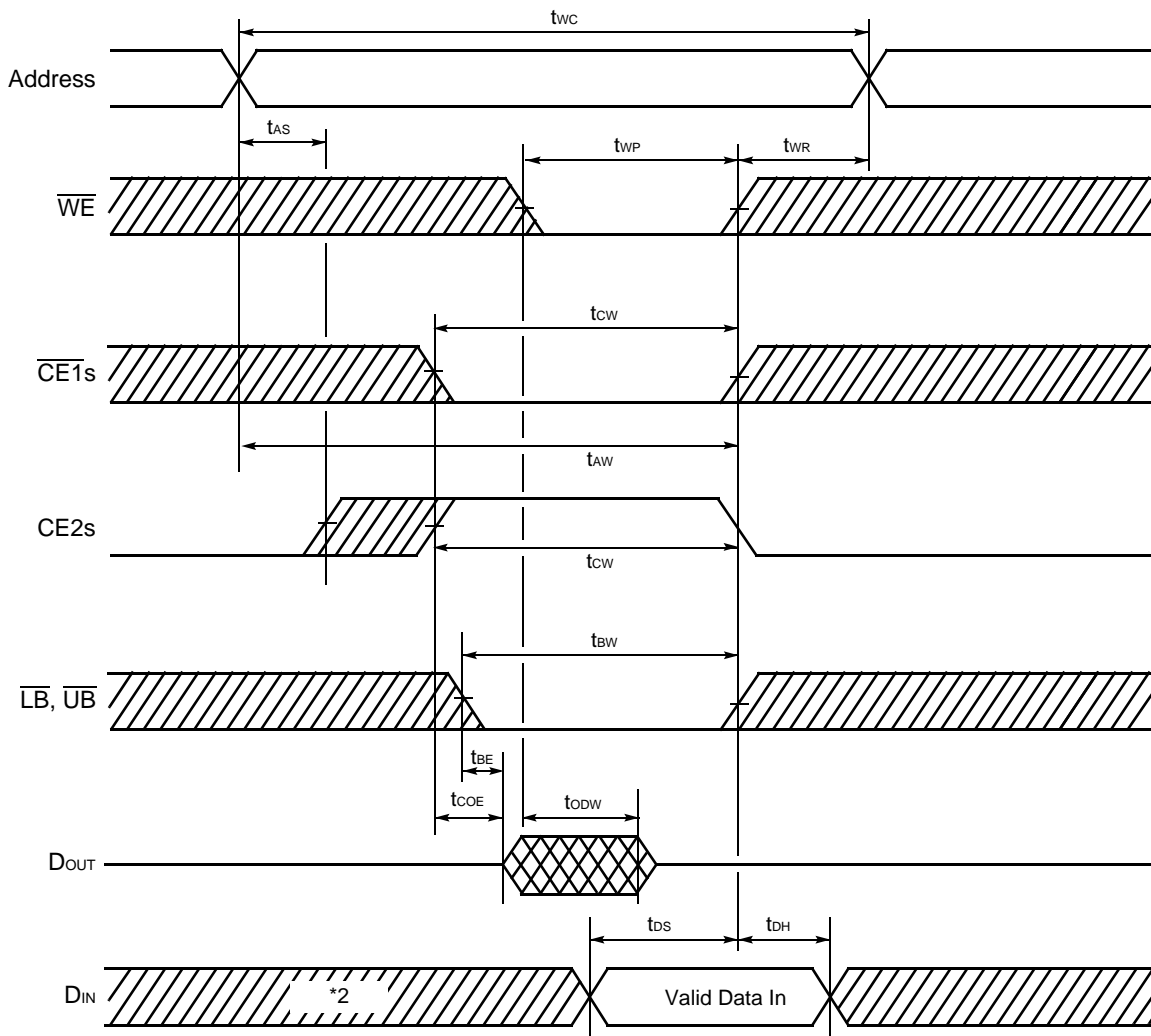 tWC
Address
tAS
tWP
tWR
WE
tCW
CE1s
tAW
CE2s
tCW
tBW
LB, UB
tBE
tCOE
tODW
DOUT
tDS
tDH
DIN
*2
Valid Data In